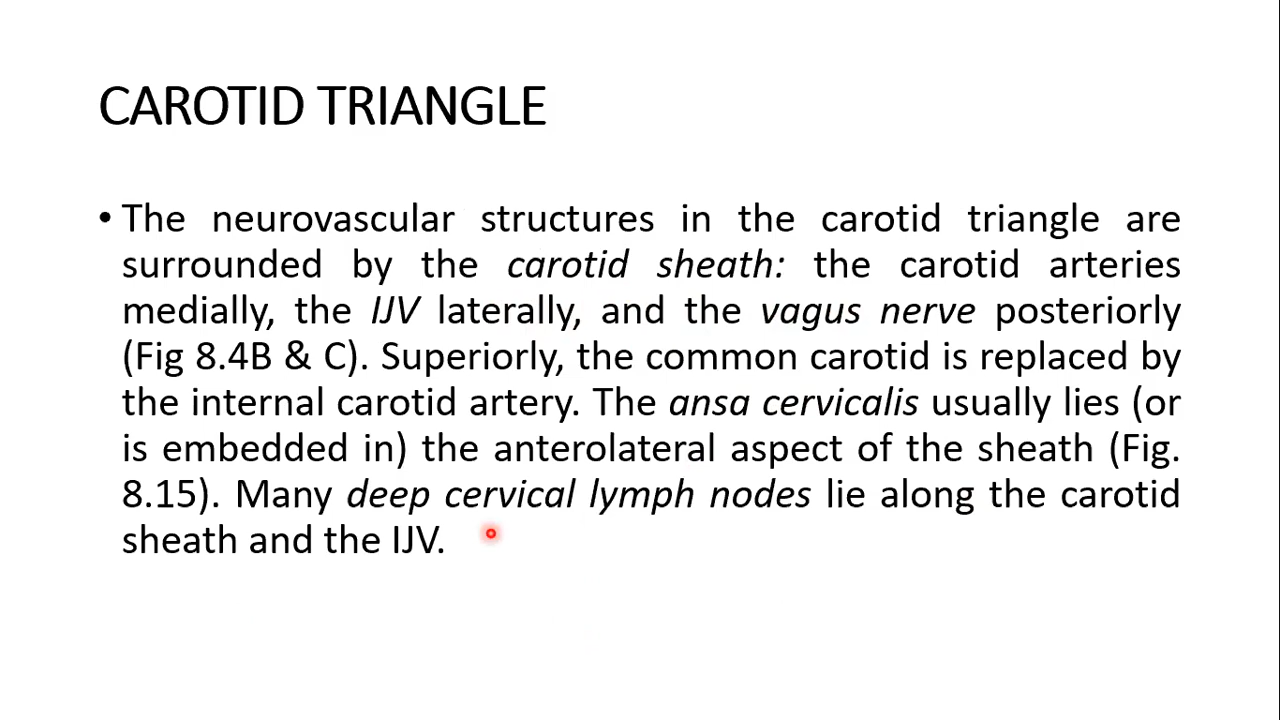 CAROTID TRIANGLE
• The neurovascular structures in the carotid triangle are
surrounded by the carotid sheath: the carotid arteries
medially, the IJV laterally, and the vagus nerve posteriorly
(Fig 8.4B & C). Superiorly, the common carotid is replaced by
the internal carotid artery. The ansa cervicalis usually lies (or
is embedded in) the anterolateral aspect of the sheath (Fig.
8.15). Many deep cervical lymph nodes lie along the carotid
sheath and the IJV.